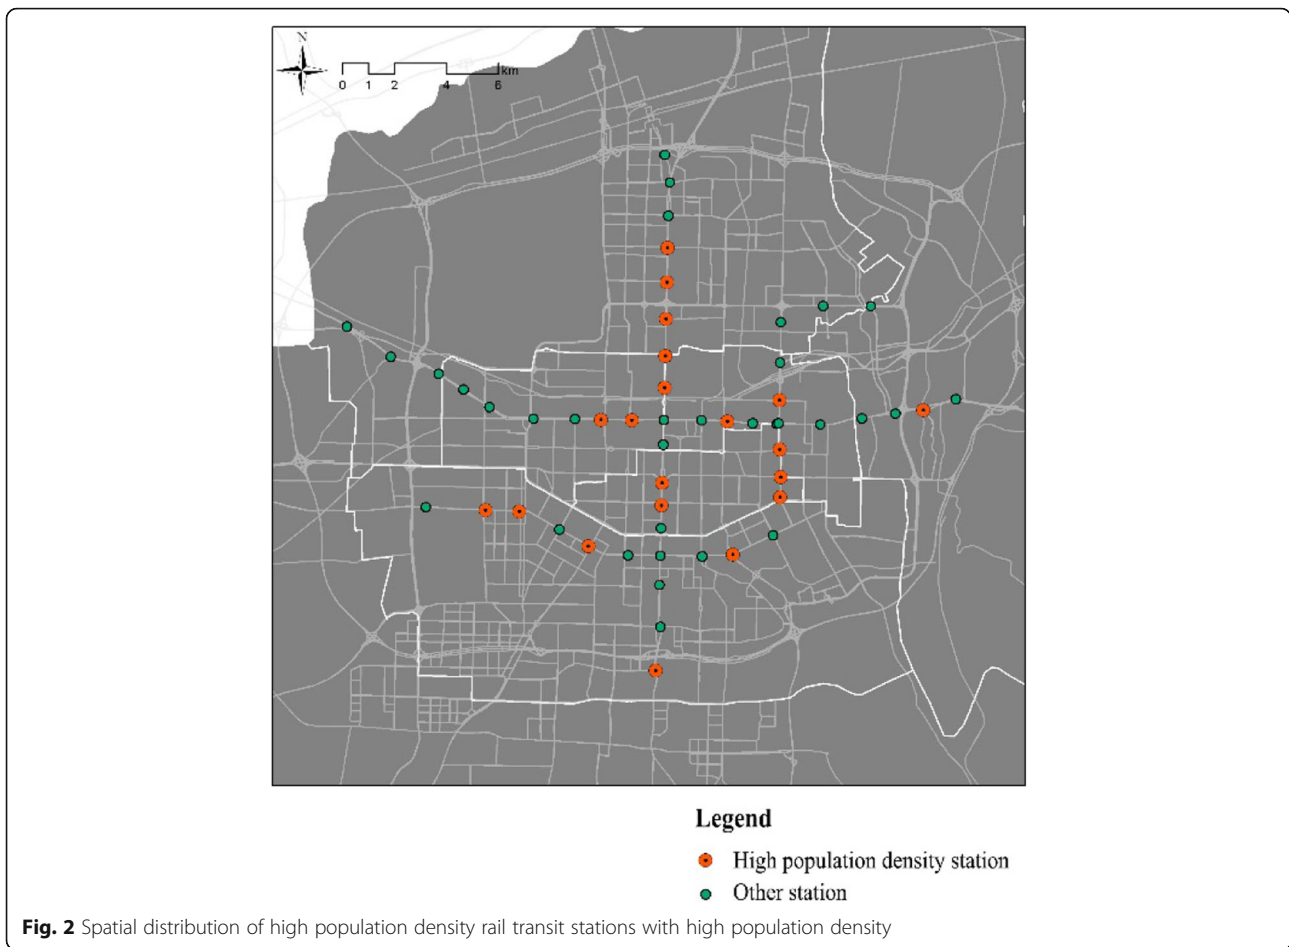 N
km
0 1 2 4 6
Legend
High population density station
Other station
Fig. 2 Spatial distribution of high population density rail transit stations with high population density